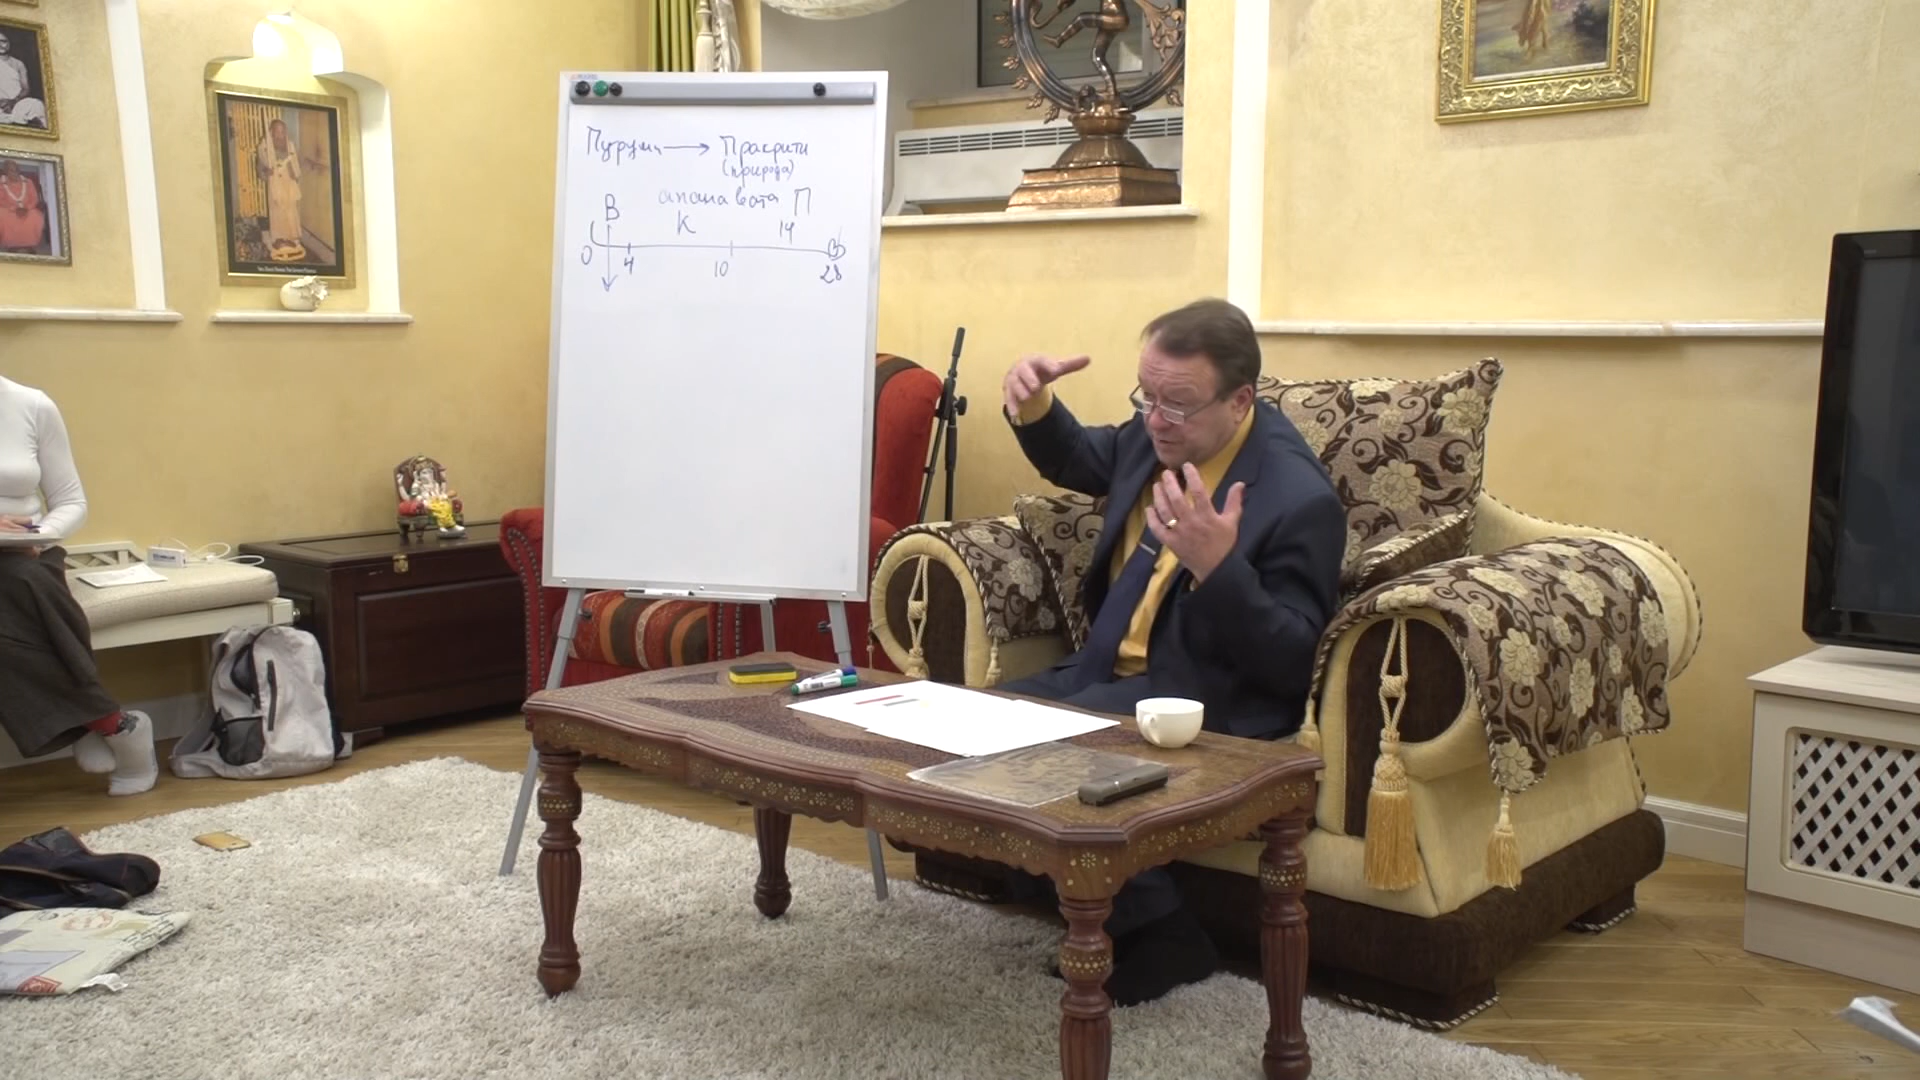 Пуруша → Пракрити
(природа)
апана вата
В К П
14
0 4 10 28